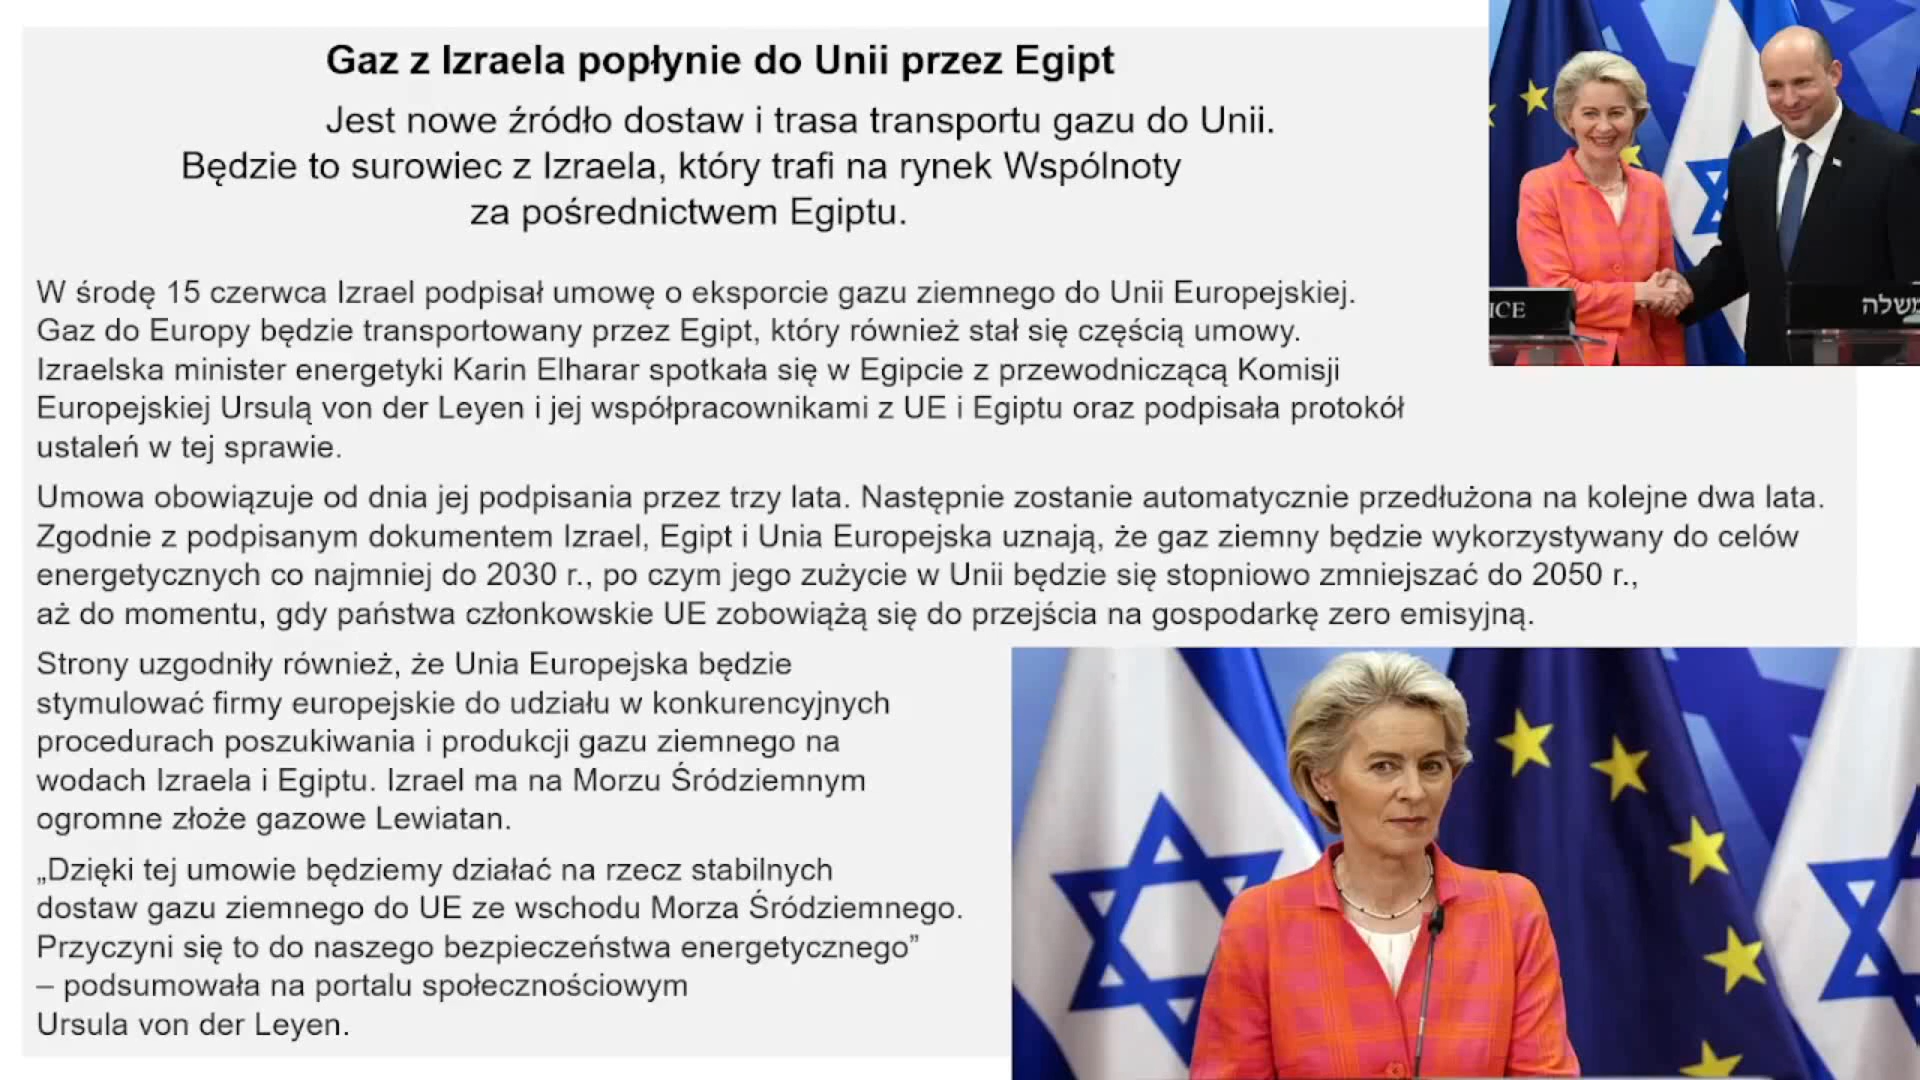 Gaz z Izraela popłynie do Unii przez Egipt
Jest nowe źródło dostaw i trasa transportu gazu do Unii.
Będzie to surowiec z Izraela, który trafi na rynek Wspólnoty
za pośrednictwem Egiptu.
W środę 15 czerwca Izrael podpisał umowę o eksporcie gazu ziemnego do Unii Europejskiej.
Gaz do Europy będzie transportowany przez Egipt, który również stał się częścią umowy.
Izraelska minister energetyki Karin Elharar spotkała się w Egipcie z przewodniczącą Komisji
Europejskiej Ursulą von der Leyen i jej współpracownikami z UE i Egiptu oraz podpisała protokół
ustaleń w tej sprawie.
Umowa obowiązuje od dnia jej podpisania przez trzy lata. Następnie zostanie automatycznie przedłużona na kolejne dwa lata.
Zgodnie z podpisanym dokumentem Izrael, Egipt i Unia Europejska uznają, że gaz ziemny będzie wykorzystywany do celów
energetycznych co najmniej do 2030 r., po czym jego zużycie w Unii będzie się stopniowo zmniejszać do 2050 r.,
aż do momentu, gdy państwa członkowskie UE zobowiążą się do przejścia na gospodarkę zero emisyjną.
Strony uzgodniły również, że Unia Europejska będzie
stymulować firmy europejskie do udziału w konkurencyjnych
procedurach poszukiwania i produkcji gazu ziemnego na
wodach Izraela i Egiptu. Izrael ma na Morzu Śródziemnym
ogromne złoże gazowe Lewiatan.
„Dzięki tej umowie będziemy działać na rzecz stabilnych
dostaw gazu ziemnego do UE ze wschodu Morza Śródziemnego.
Przyczyni się to do naszego bezpieczeństwa energetycznego”
– podsumowała na portalu społecznościowym
Ursula von der Leyen.
ICE
משלה